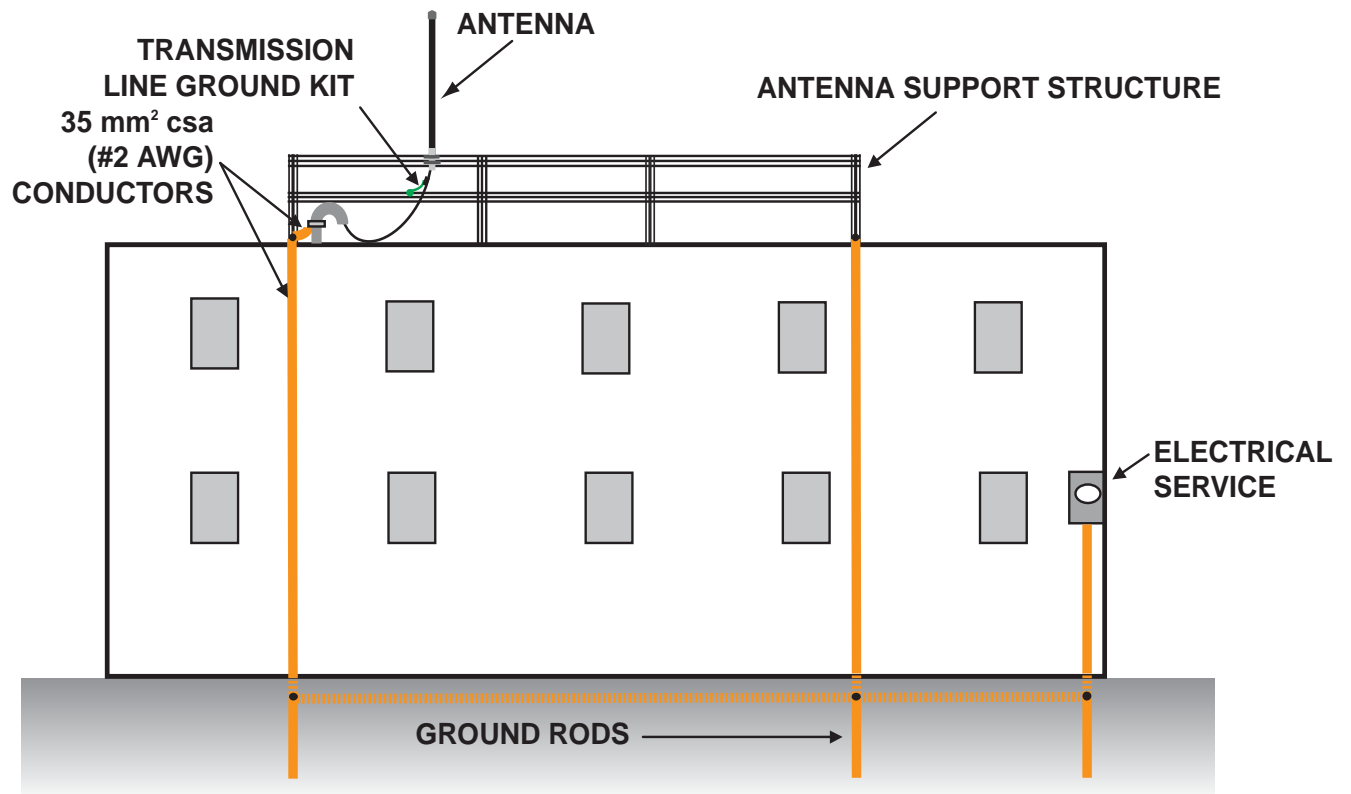 ANTENNA
TRANSMISSION
LINE GROUND KIT
ANTENNA SUPPORT STRUCTURE
35 mm² csa
(#2 AWG)
CONDUCTORS
ELECTRICAL
SERVICE
GROUND RODS